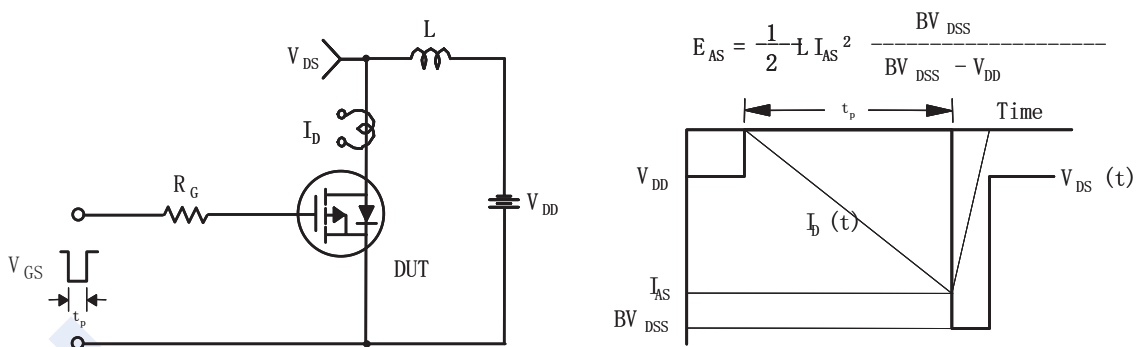 L
V DS
I D
R G
V DD
V GS
DUT
t p
E AS = 1/2 L I AS ² BV DSS / BV DSS - V DD
t p
Time
V DD
V DS (t)
I D (t)
I AS
BV DSS